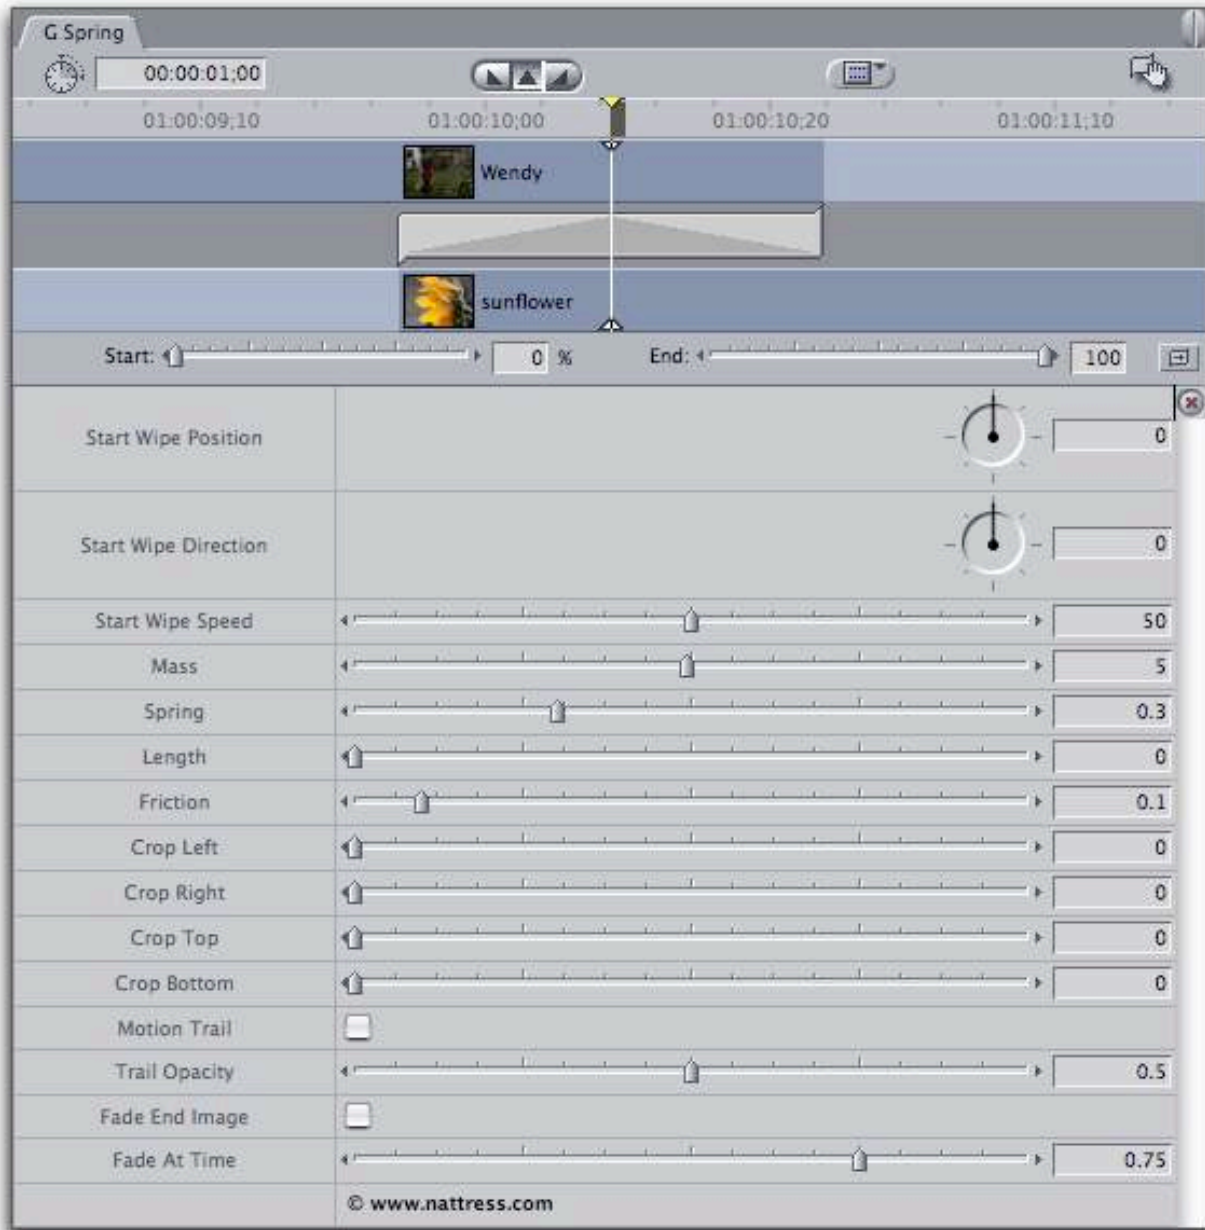 G Spring
00:00:01;00
01:00:09;10 01:00:10;00 01:00:10;20 01:00:11;10
Wendy
sunflower
Start: 0 % End: 100
Start Wipe Position 0
Start Wipe Direction 0
Start Wipe Speed 50
Mass 5
Spring 0.3
Length 0
Friction 0.1
Crop Left 0
Crop Right 0
Crop Top 0
Crop Bottom 0
Motion Trail
Trail Opacity 0.5
Fade End Image
Fade At Time 0.75
© www.nattress.com